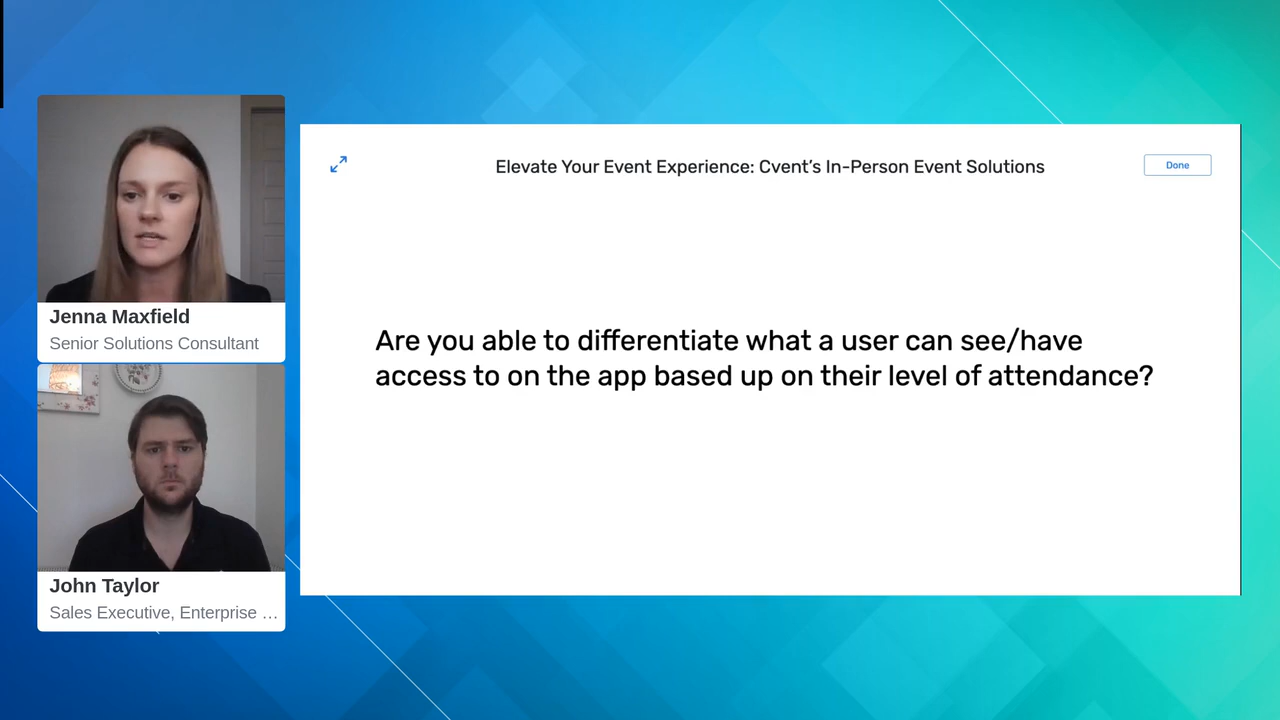 Jenna Maxfield
Senior Solutions Consultant
John Taylor
Sales Executive, Enterprise …
Elevate Your Event Experience: Cvent’s In-Person Event Solutions
Done
Are you able to differentiate what a user can see/have
access to on the app based up on their level of attendance?